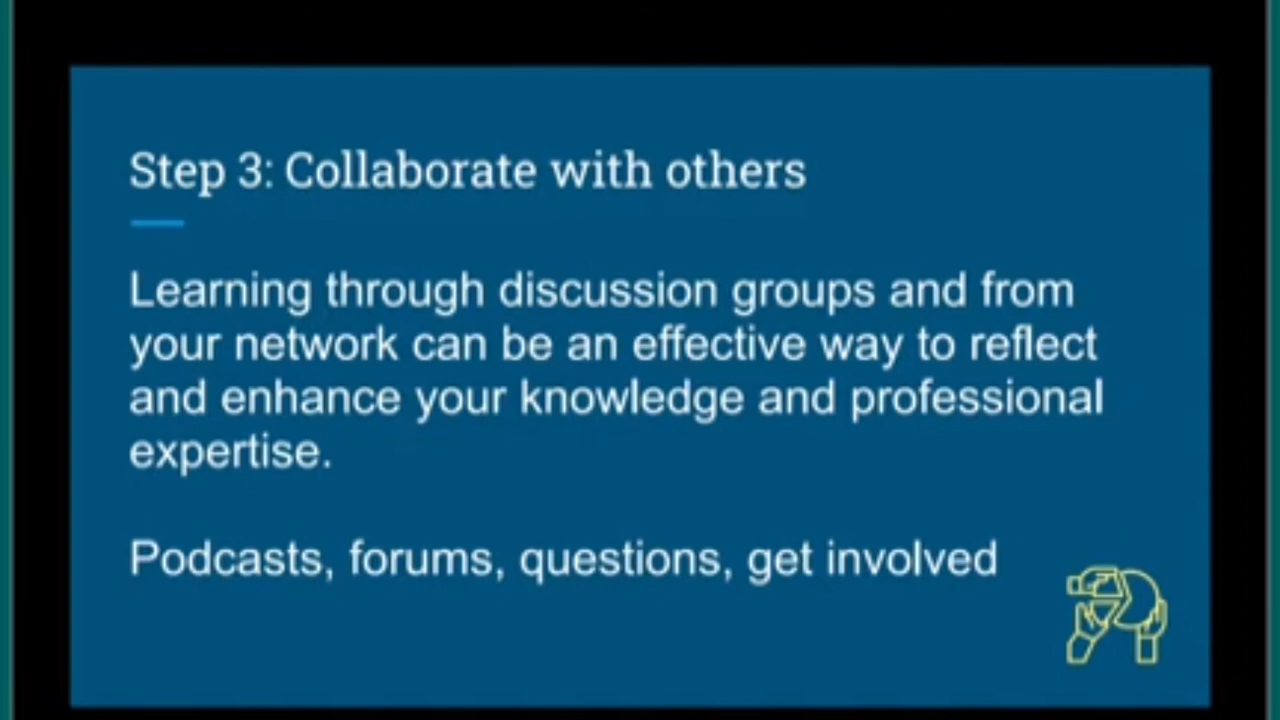 Step 3: Collaborate with others
Learning through discussion groups and from
your network can be an effective way to reflect
and enhance your knowledge and professional
expertise.
Podcasts, forums, questions, get involved